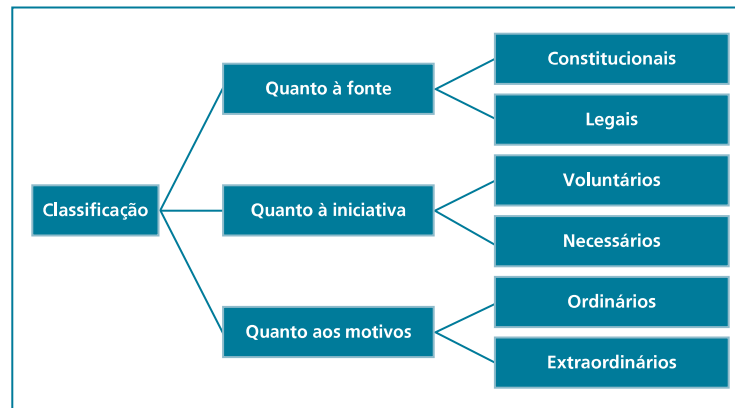 Classificação
Quanto à fonte
Constitucionais
Legais
Quanto à iniciativa
Voluntários
Necessários
Quanto aos motivos
Ordinários
Extraordinários